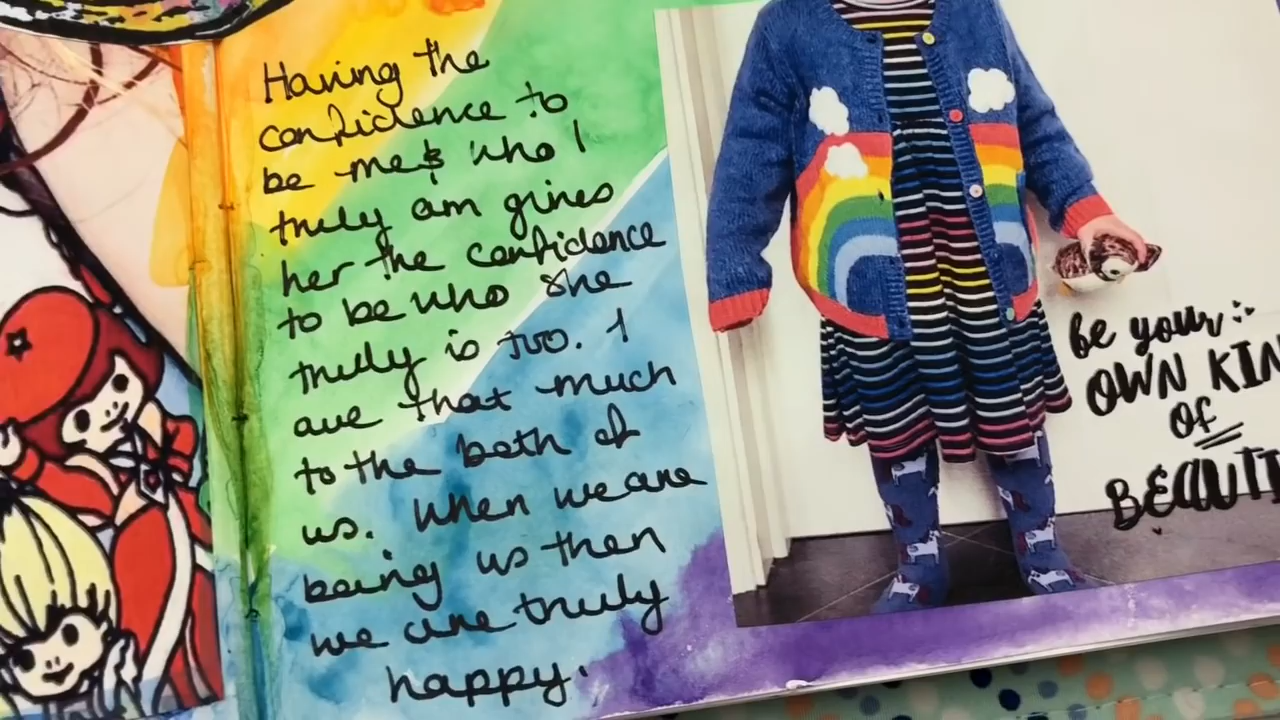 Having the
confidence to
be me & who I
truly am gives
her the confidence
to be who she
truly is too. I
owe that much
to the both of
us. When we are
being us then
we are truly
happy.
be your
OWN KIN
OF
BEAUTI